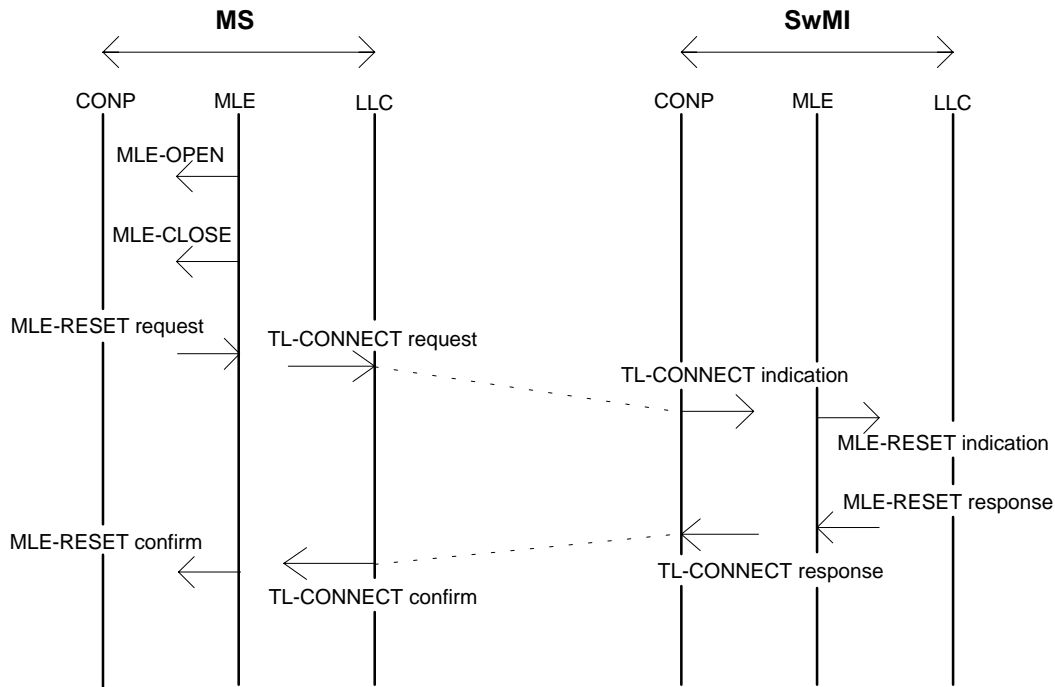 MS
SwMI
CONP
MLE
LLC
CONP
MLE
LLC
MLE-OPEN
MLE-CLOSE
MLE-RESET request
TL-CONNECT request
TL-CONNECT indication
MLE-RESET indication
MLE-RESET response
MLE-RESET confirm
TL-CONNECT response
TL-CONNECT confirm